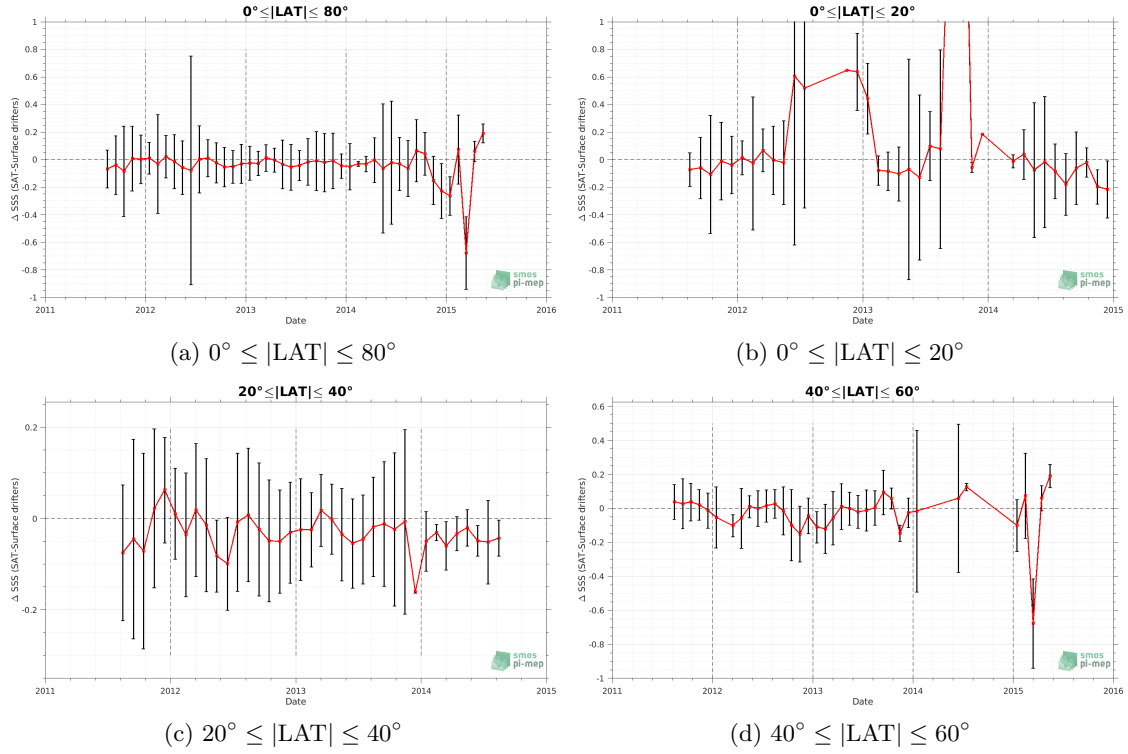 0°≤|LAT|≤ 80°
1
0.8
0.6
0.4
0.2
0
-0.2
-0.4
-0.6
-0.8
-1
Δ SSS (SAT-Surface drifters)
2011 2012 2013 2014 2015 2016
Date
smos
pi-mep
(a) 0° ≤ |LAT| ≤ 80°
0°≤|LAT|≤ 20°
1
0.8
0.6
0.4
0.2
0
-0.2
-0.4
-0.6
-0.8
-1
Δ SSS (SAT-Surface drifters)
2011 2012 2013 2014 2015
Date
smos
pi-mep
(b) 0° ≤ |LAT| ≤ 20°
20°≤|LAT|≤ 40°
0.2
0
-0.2
Δ SSS (SAT-Surface drifters)
2011 2012 2013 2014 2015
Date
smos
pi-mep
(c) 20° ≤ |LAT| ≤ 40°
40°≤|LAT|≤ 60°
0.6
0.4
0.2
0
-0.2
-0.4
-0.6
-0.8
-1
Δ SSS (SAT-Surface drifters)
2011 2012 2013 2014 2015 2016
Date
smos
pi-mep
(d) 40° ≤ |LAT| ≤ 60°